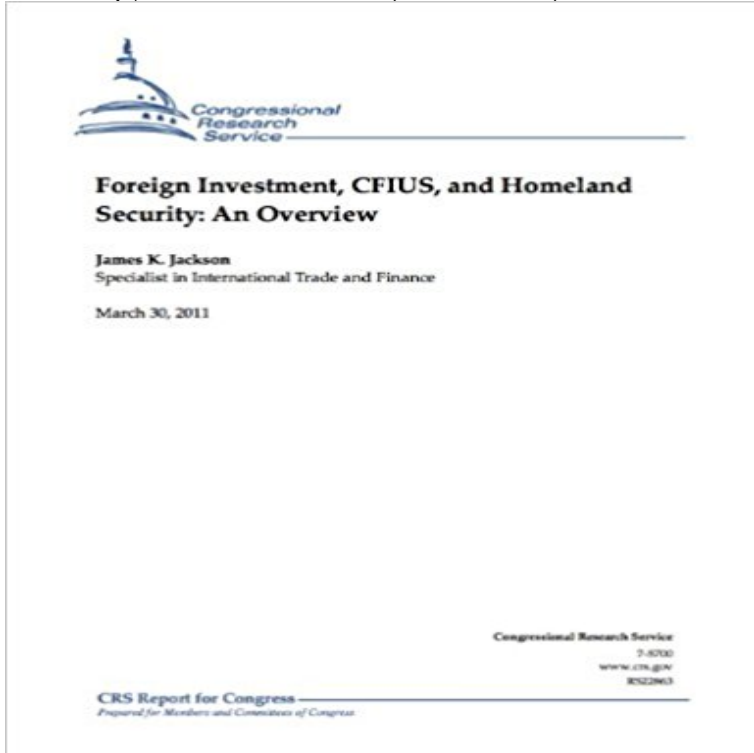 Congressional
Research
Service
Foreign Investment, CFIUS, and Homeland
Security: An Overview
James K. Jackson
Specialist in International Trade and Finance
March 30, 2011
Congressional Research Service
7-5700
www.crs.gov
RS22863
CRS Report for Congress
Prepared for Members and Committees of Congress